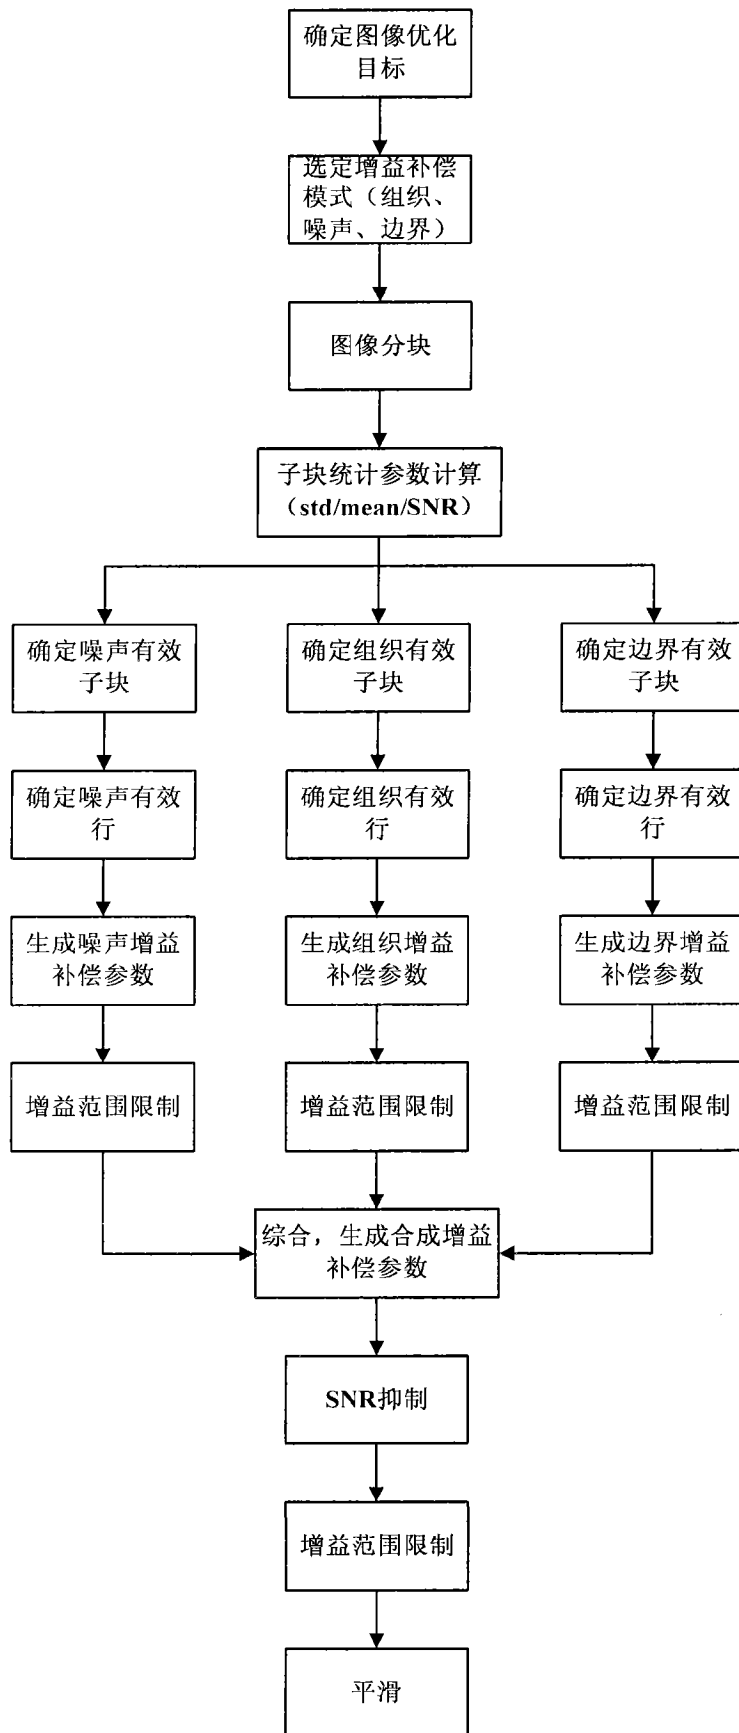 确定图像优化
目标
选定增益补偿
模式（组织、
噪声、边界）
图像分块
子块统计参数计算
（std/mean/SNR）
确定噪声有效
子块
确定组织有效
子块
确定边界有效
子块
确定噪声有效
行
确定组织有效
行
确定边界有效
行
生成噪声增益
补偿参数
生成组织增益
补偿参数
生成边界增益
补偿参数
增益范围限制
增益范围限制
增益范围限制
综合，生成合成增益
补偿参数
SNR抑制
增益范围限制
平滑